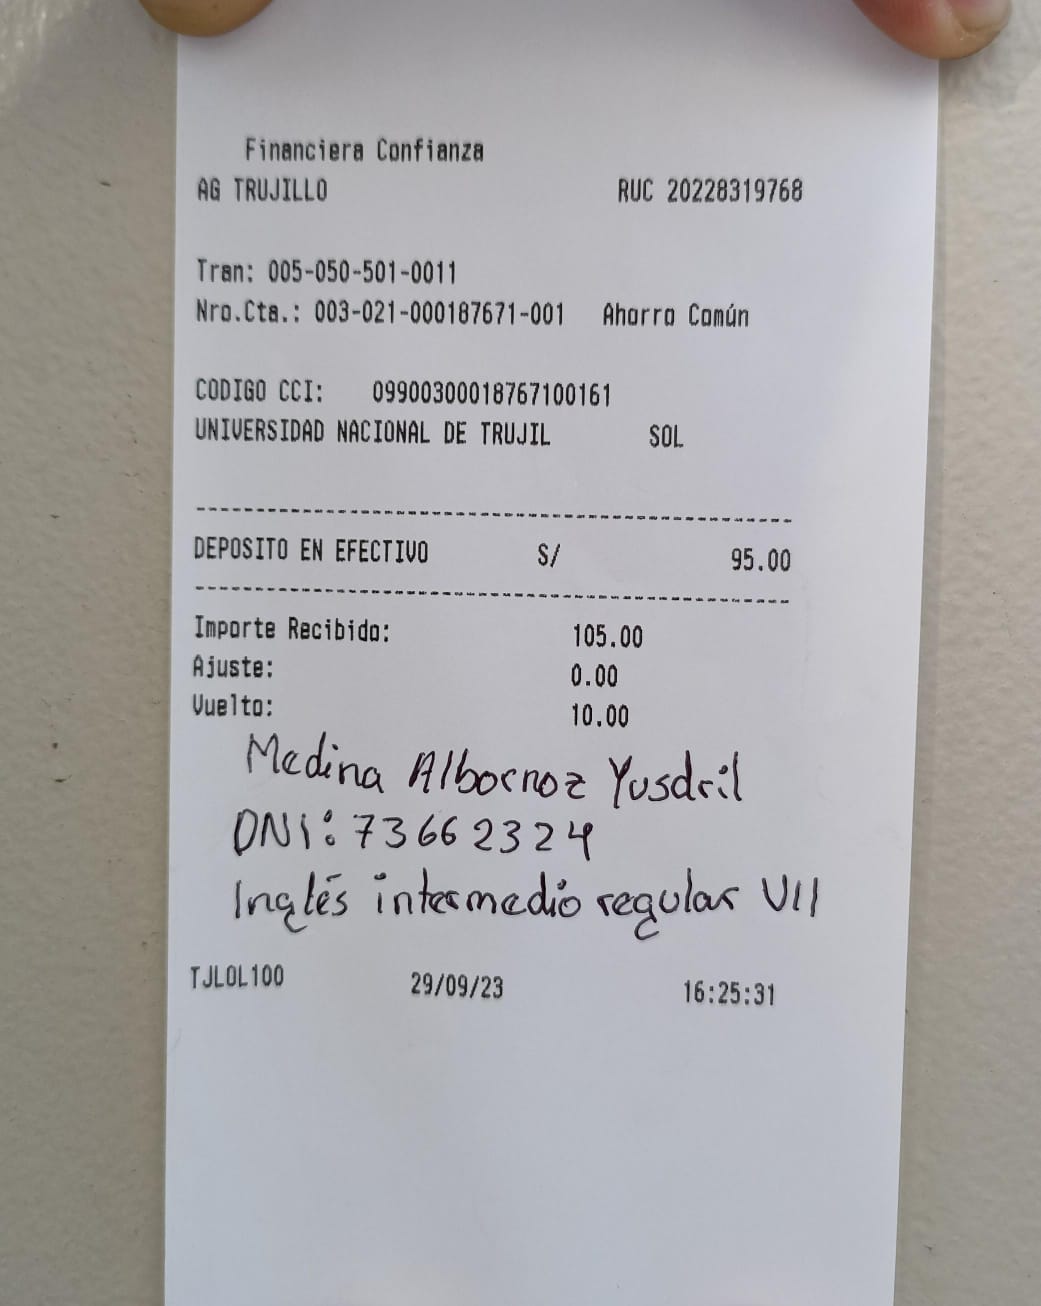 Financiera Confianza
AG TRUJILLO RUC 20228319768
Tran: 005-050-501-0011
Nro.Cta.: 003-021-000187671-001 Ahorro Común
CODIGO CCI: 09900300018767100161
UNIVERSIDAD NACIONAL DE TRUJIL SOL
DEPOSITO EN EFECTIVO S/ 95.00
Importe Recibido: 105.00
Ajuste: 0.00
Vuelto: 10.00
Medina Albornoz Yusdril
DNI: 73662324
Inglés intermedio regular VII
TJLOL100 29/09/23 16:25:31